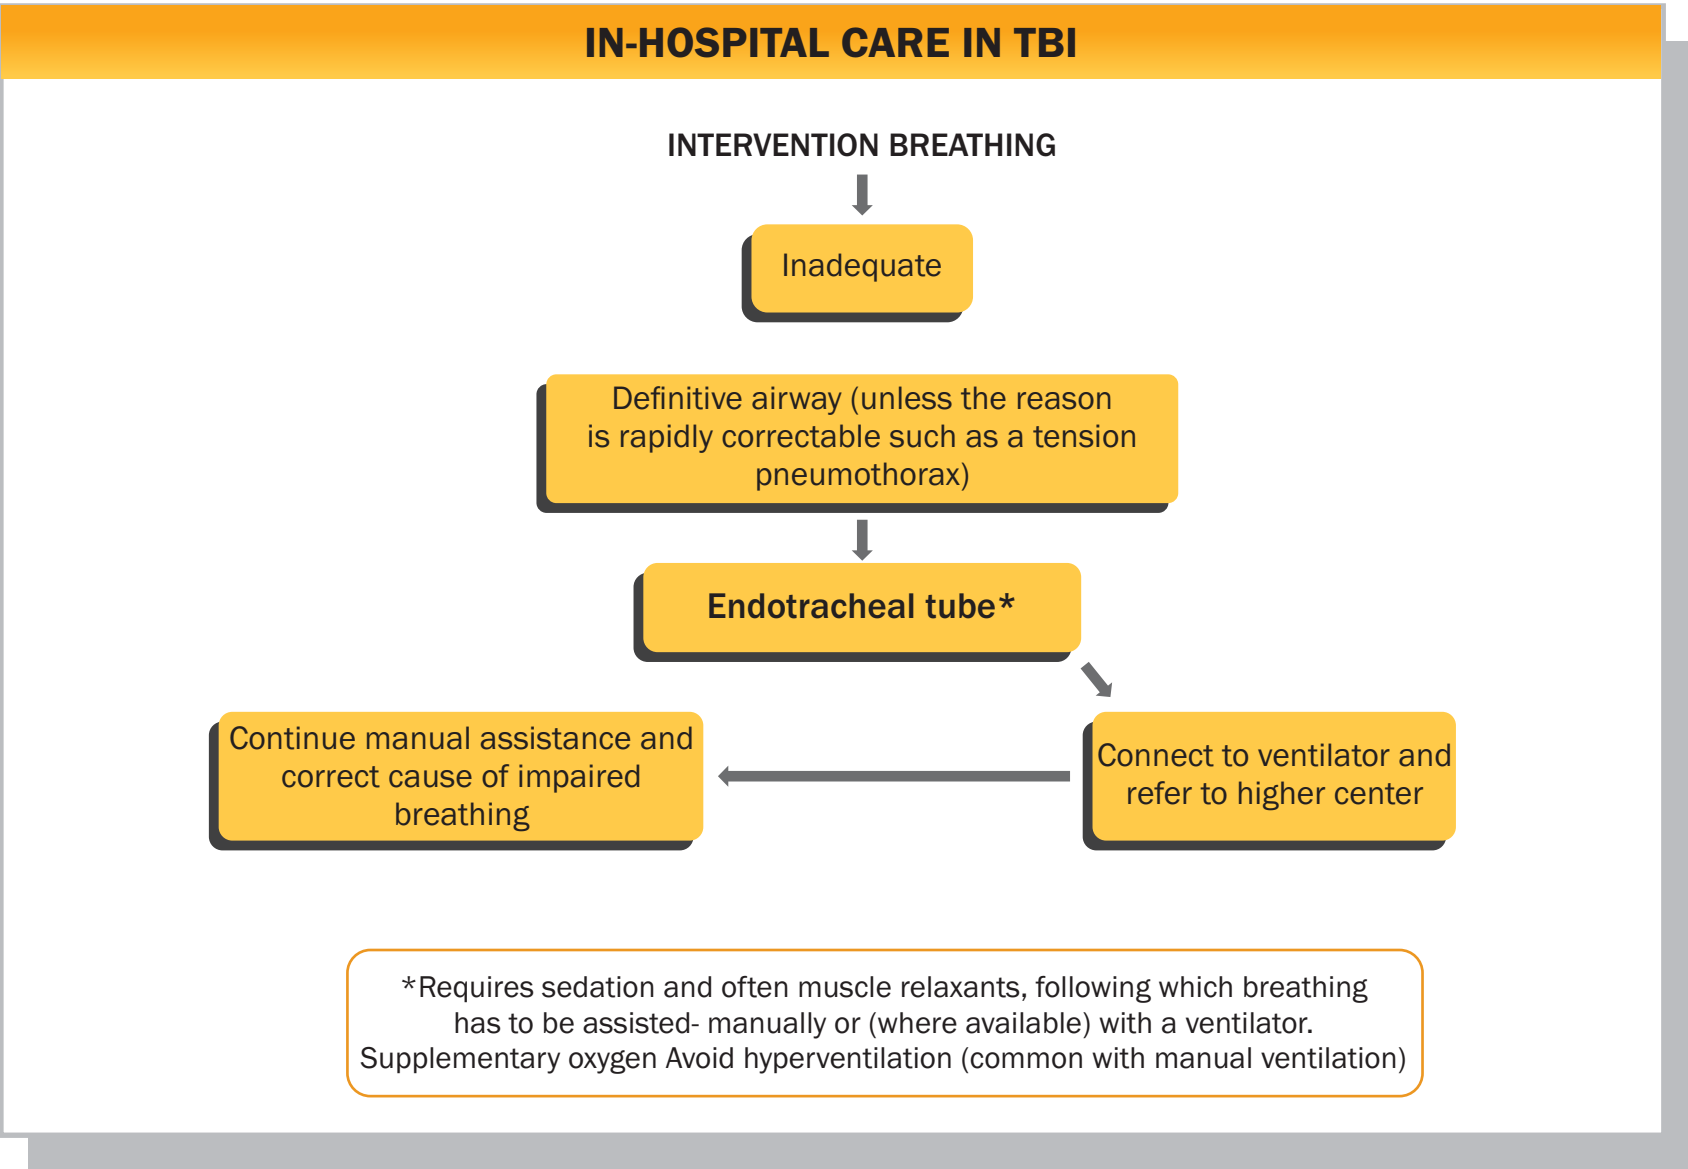 IN-HOSPITAL CARE IN TBI
INTERVENTION BREATHING
Inadequate
Definitive airway (unless the reason
is rapidly correctable such as a tension
pneumothorax)
Endotracheal tube*
Continue manual assistance and
correct cause of impaired
breathing
Connect to ventilator and
refer to higher center
*Requires sedation and often muscle relaxants, following which breathing
has to be assisted- manually or (where available) with a ventilator.
Supplementary oxygen Avoid hyperventilation (common with manual ventilation)